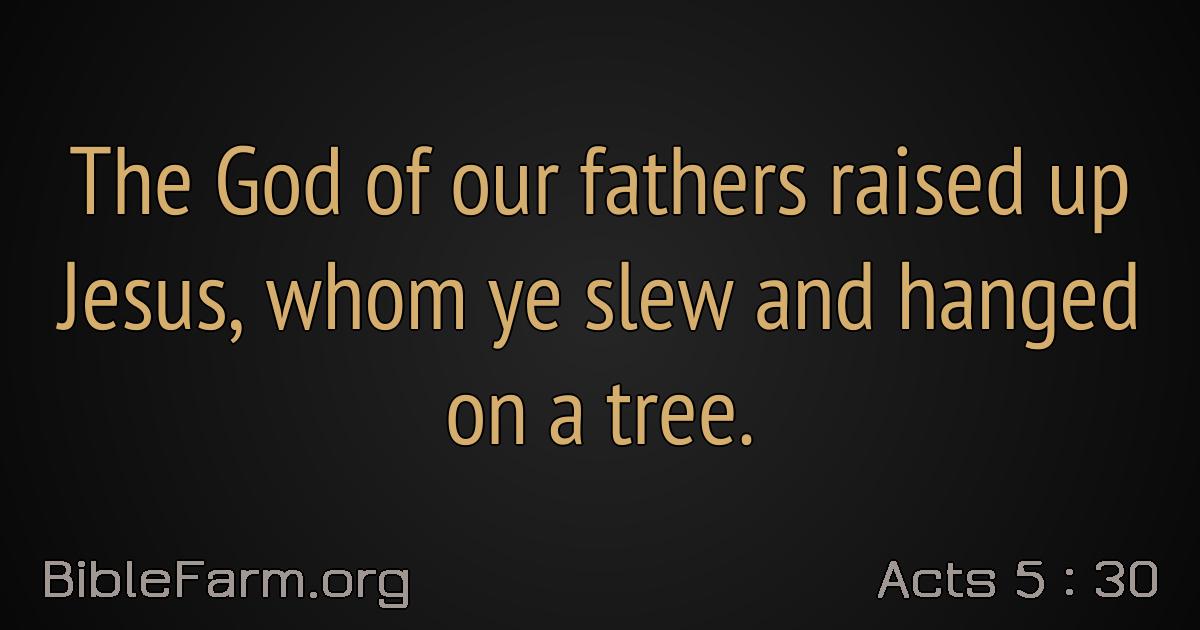 The God of our fathers raised up
Jesus, whom ye slew and hanged
on a tree.
BibleFarm.org
Acts 5 : 30